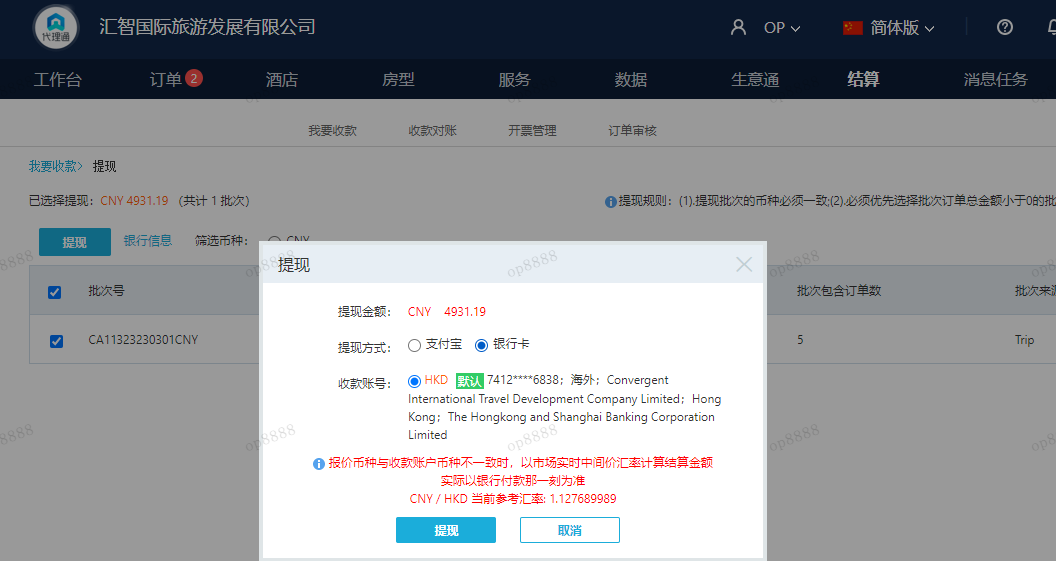 代理通
汇智国际旅游发展有限公司
OP
简体版
工作台 订单 2 酒店 房型 服务 数据 生意通 结算 消息任务
我要收款 收款对账 开票管理 订单审核
我要收款> 提现
已选择提现： CNY 4931.19 (共计 1 批次)
提现规则：(1).提现批次的币种必须一致;(2).必须优先选择批次订单总金额小于0的批
提现 银行信息 筛选币种： CNY
批次号 批次包含订单数 批次来源
CA11323230301CNY 5 Trip
提现
提现金额： CNY 4931.19
提现方式： 支付宝 银行卡
收款账号： HKD 默认 7412****6838；海外；Convergent
International Travel Development Company Limited；Hong
Kong；The Hongkong and Shanghai Banking Corporation
Limited
报价币种与收款账户币种不一致时，以市场实时中间价汇率计算结算金额
实际以银行付款那一刻为准
CNY / HKD 当前参考汇率: 1.127689989
提现 取消
op8888
op8888
op8888
op8888
op8888
op8888